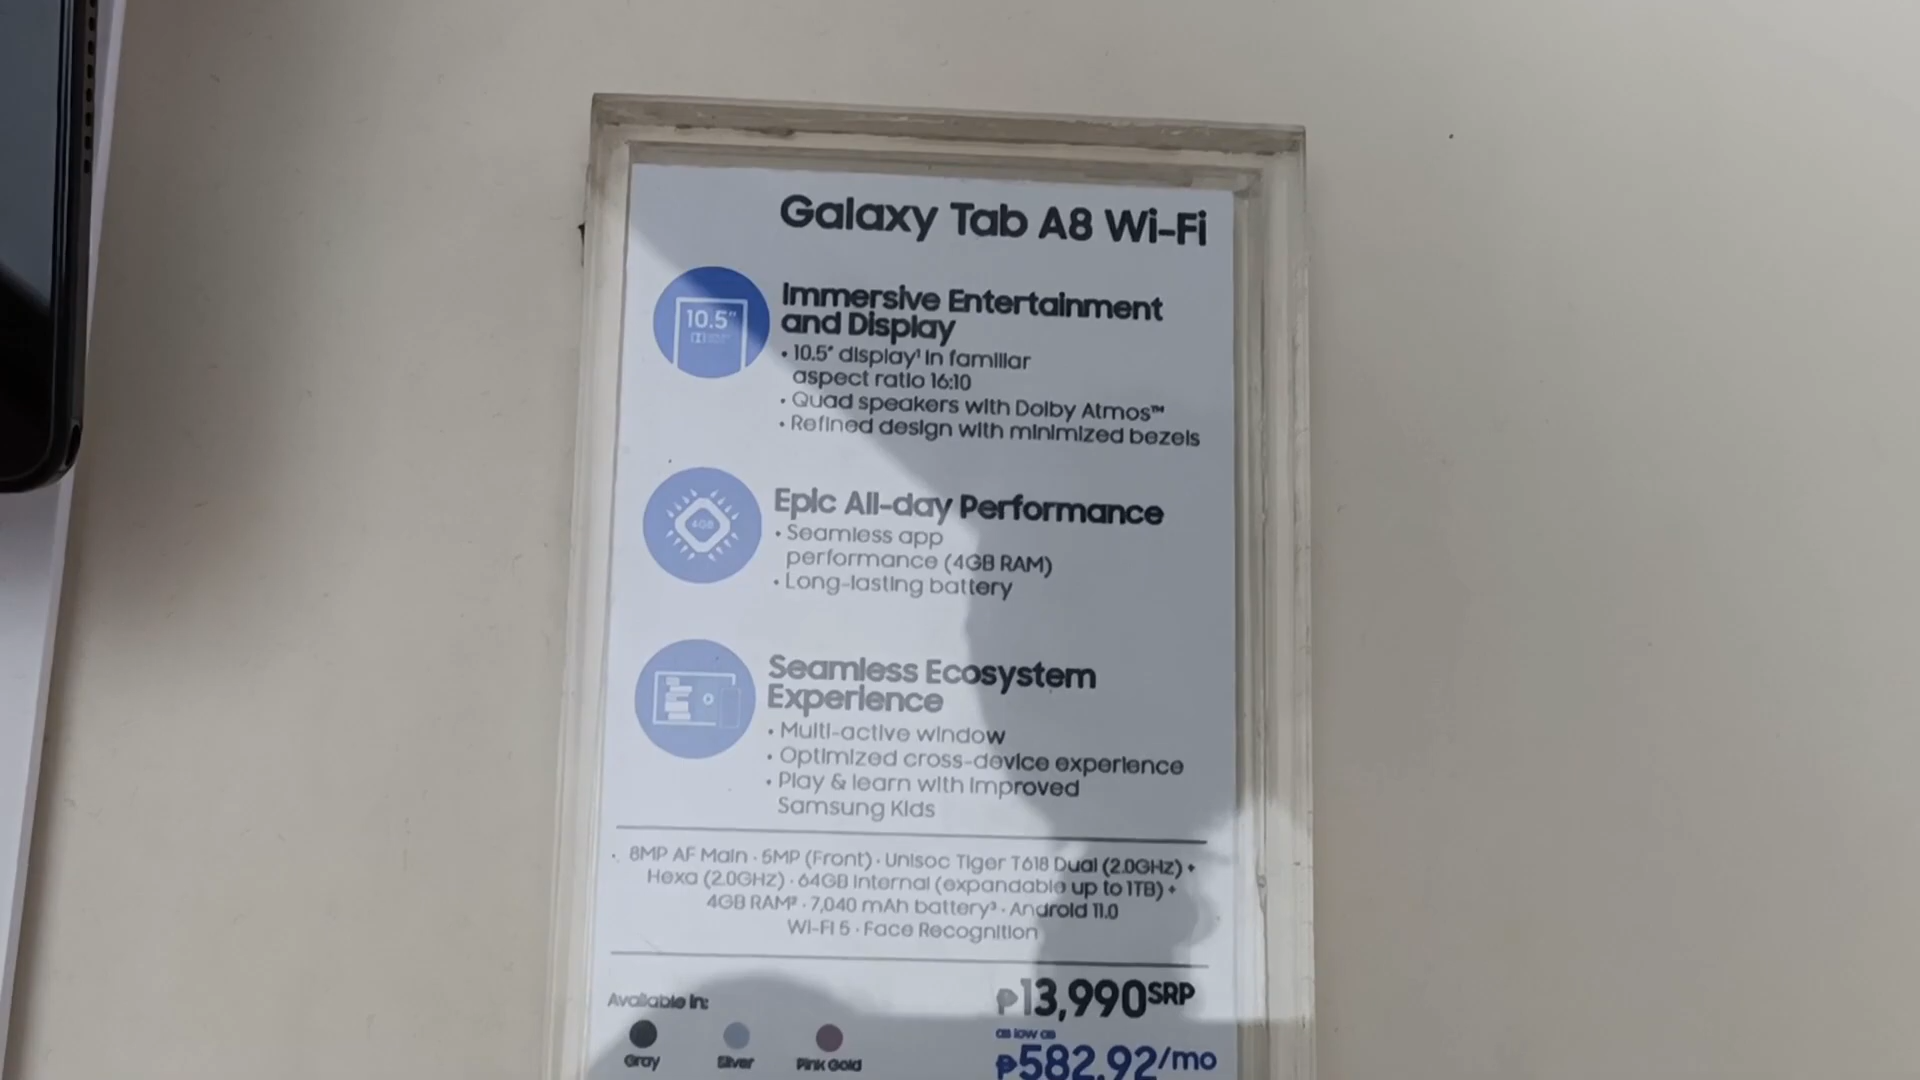 Galaxy Tab A8 Wi-Fi
10.5"
Immersive Entertainment
and Display
• 10.5" display¹ in familiar
aspect ratio 16:10
• Quad speakers with Dolby Atmos™
• Refined design with minimized bezels
4GB
Epic All-day Performance
• Seamless app
performance (4GB RAM)
• Long-lasting battery
Seamless Ecosystem
Experience
• Multi-active window
• Optimized cross-device experience
• Play & learn with improved
Samsung Kids
• 8MP AF Main • 5MP (Front) • Unisoc Tiger T618 Dual (2.0GHz) +
Hexa (2.0GHz) • 64GB Internal (expandable up to 1TB) +
4GB RAM² • 7,040 mAh battery³ • Android 11.0
Wi-Fi 5 • Face Recognition
Available in:
Gray Silver Pink Gold
₱13,990 SRP
as low as
₱582.92/mo